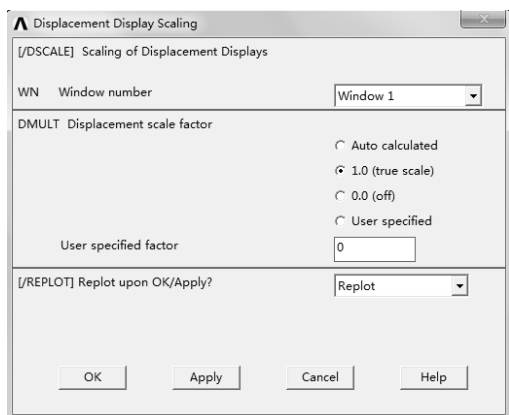 Displacement Display Scaling
[/DSCALE] Scaling of Displacement Displays
WN Window number Window 1
DMULT Displacement scale factor
Auto calculated
1.0 (true scale)
0.0 (off)
User specified
User specified factor 0
[/REPLOT] Replot upon OK/Apply? Replot
OK Apply Cancel Help